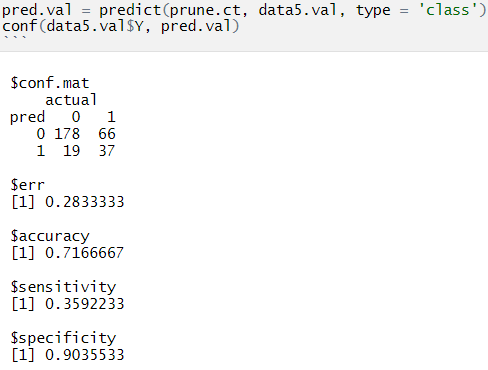 pred.val = predict(prune.ct, data5.val, type = 'class')
conf(data5.val$Y, pred.val)
```
$conf.mat
    actual
pred   0   1
   0 178  66
   1  19  37
$err
[1] 0.2833333
$accuracy
[1] 0.7166667
$sensitivity
[1] 0.3592233
$specificity
[1] 0.9035533